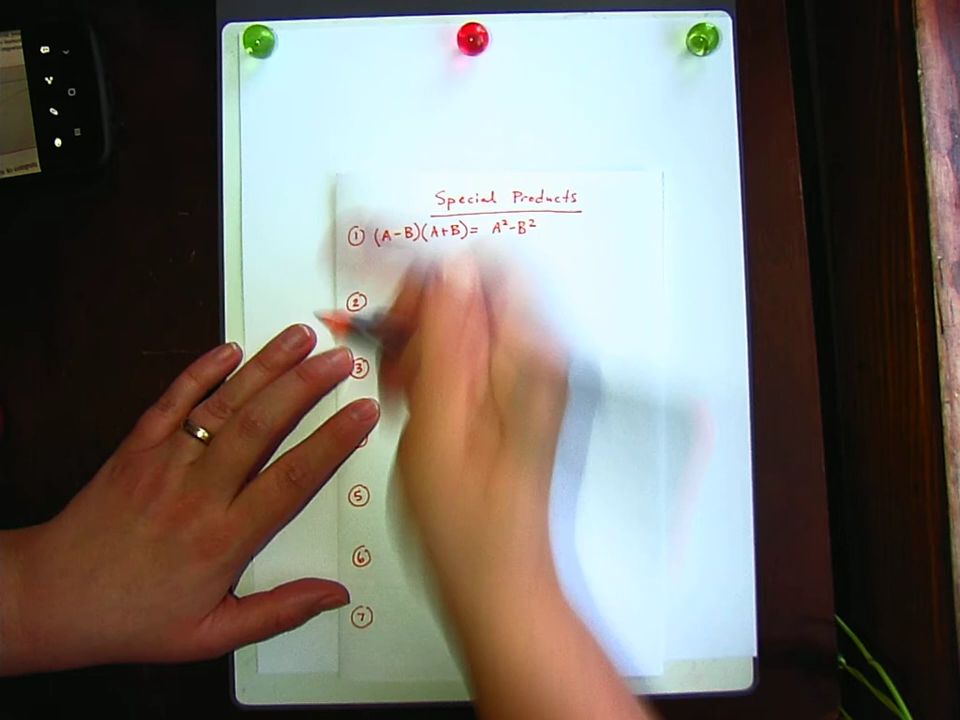 Special Products
① (A-B)(A+B)= A²-B²
②
③
⑤
⑥
⑦